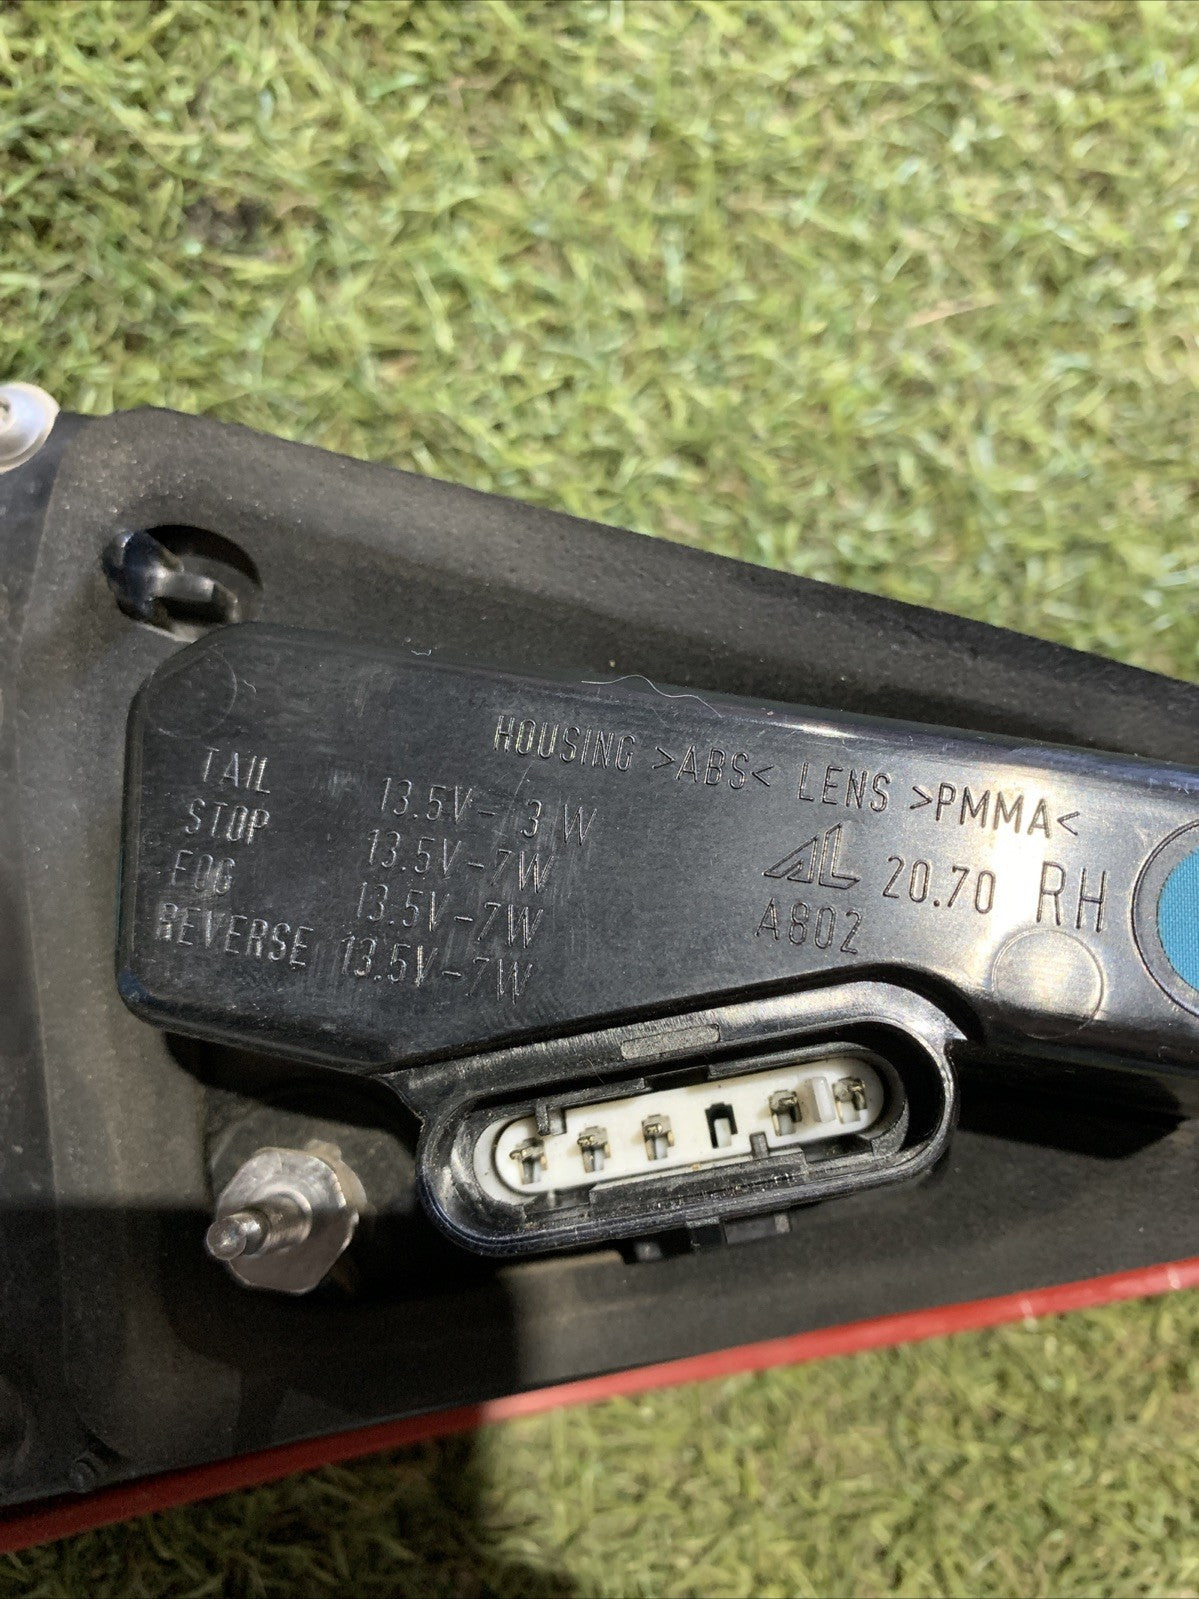 HOUSING >ABS< LENS >PMMA<
TAIL 13.5V-3W
STOP 13.5V-7W
FOG 13.5V-7W
REVERSE 13.5V-7W
AL 20.70 RH
A802